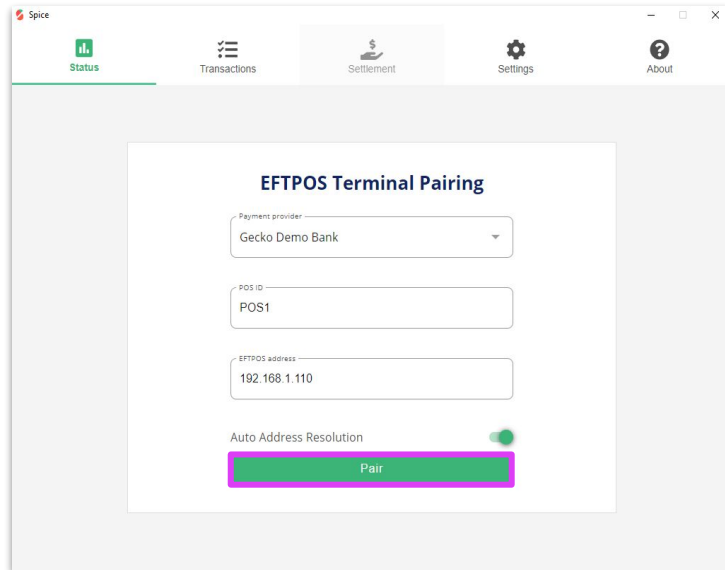 Spice
Status
Transactions
Settlement
Settings
About
EFTPOS Terminal Pairing
Payment provider
Gecko Demo Bank
POS ID
POS1
EFTPOS address
192.168.1.110
Auto Address Resolution
Pair